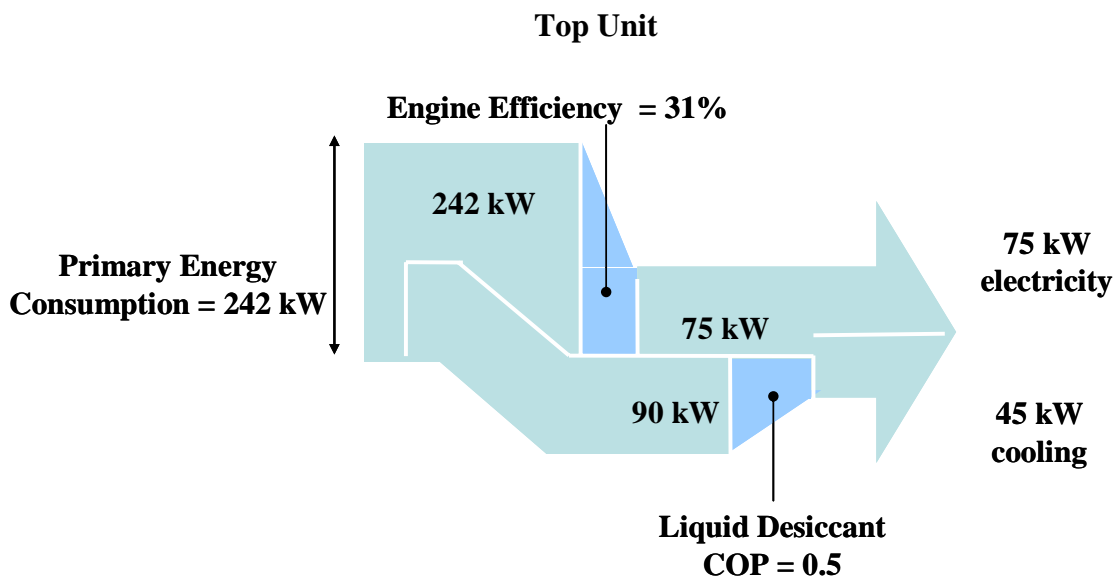 Top Unit
Engine Efficiency = 31%
242 kW
Primary Energy
Consumption = 242 kW
75 kW
electricity
75 kW
90 kW
45 kW
cooling
Liquid Desiccant
COP = 0.5